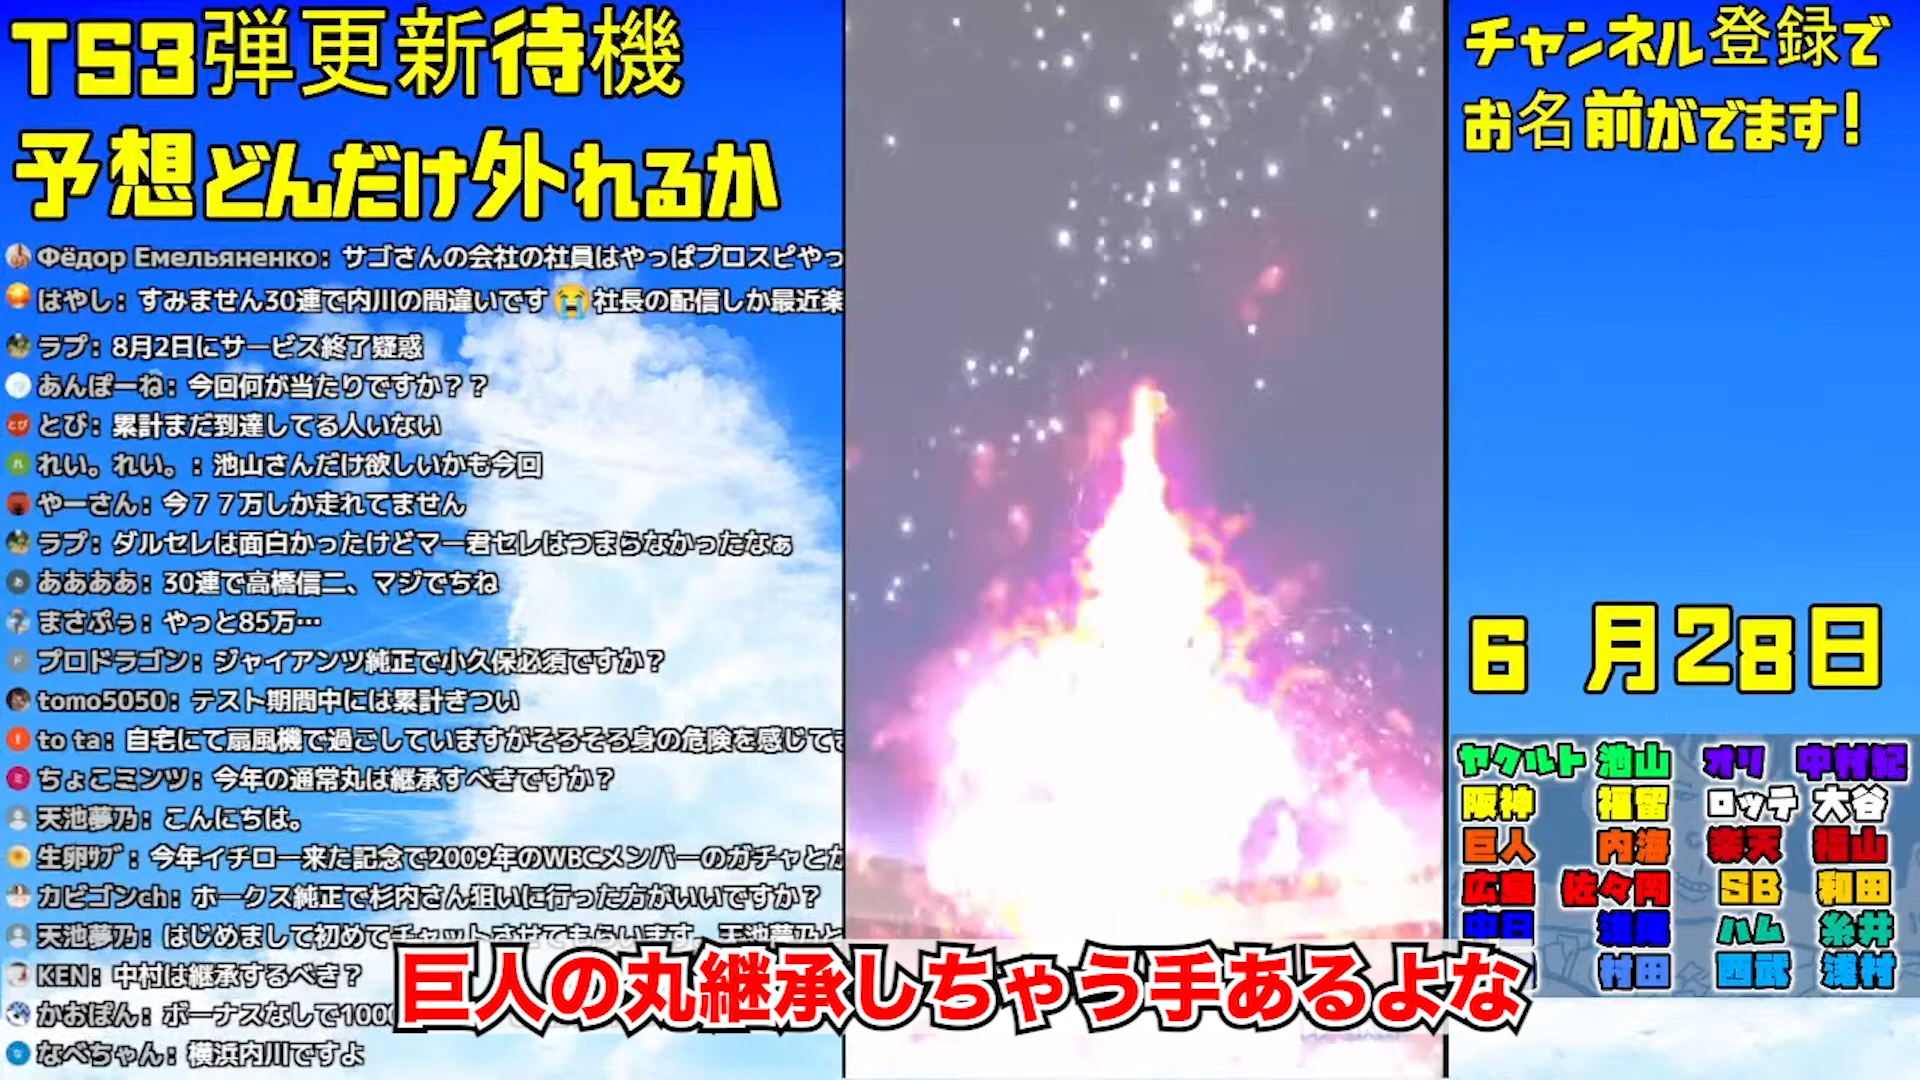 TS3弾更新待機
予想どんだけ外れるか
Фёдор Емельяненко: サゴさんの会社の社員はやっぱプロスピやっ
はやし: すみません30連で内川の間違いです😭社長の配信しか最近楽
ラプ: 8月2日にサービス終了疑惑
あんぽーね: 今回何が当たりですか？？
とび: 累計まだ到達してる人いない
れい。れい。: 池山さんだけ欲しいかも今回
やーさん: 今７７万しか走れてません
ラプ: ダルセレは面白かったけどマー君セレはつまらなかったなぁ
ああああ: 30連で高橋信二、マジでちね
まさぷぅ: やっと85万…
プロドラゴン: ジャイアンツ純正で小久保必須ですか？
tomo5050: テスト期間中には累計きつい
to ta: 自宅にて扇風機で過ごしていますがそろそろ身の危険を感じてき
ちょこミンツ: 今年の通常丸は継承すべきですか？
天池夢乃: こんにちは。
生卵ｻﾌﾞ: 今年イチロー来た記念で2009年のWBCメンバーのガチャとか
カビゴンch: ホークス純正で杉内さん狙いに行った方がいいですか？
天池夢乃: はじめまして初めてチャットさせてもらいます。天池夢乃と
KEN: 中村は継承するべき？
かおぽん: ボーナスなしで1000
なべちゃん: 横浜内川ですよ
巨人の丸継承しちゃう手あるよな
チャンネル登録で
お名前がでます!
6月28日
ヤクルト 池山 オリ 中村紀
阪神 福留 ロッテ 大谷
巨人 内海 楽天 福山
広島 佐々岡 SB 和田
中日 浅尾 ハム 糸井
村田 西武 浅村